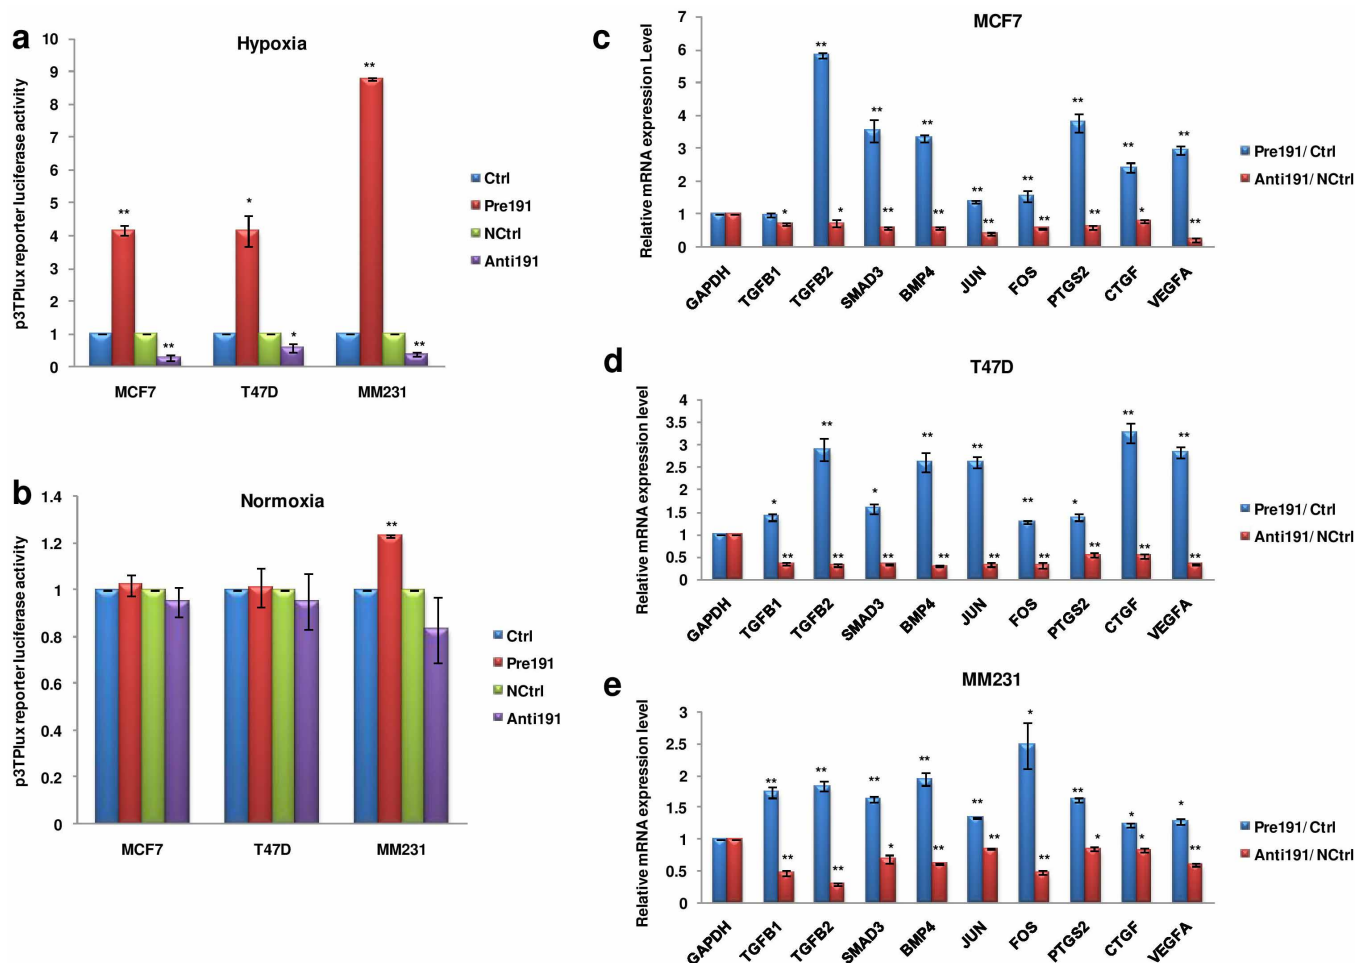 a
Hypoxia
p3TPlux reporter luciferase activity
10
9
8
7
6
5
4
3
2
1
0
**
**
*
*
**
**
MCF7
T47D
MM231
Ctrl
Pre191
NCtrl
Anti191
b
Normoxia
p3TPlux reporter luciferase activity
1.4
1.2
1
0.8
0.6
0.4
0.2
0
**
MCF7
T47D
MM231
Ctrl
Pre191
NCtrl
Anti191
c
MCF7
Relative mRNA expression Level
7
6
5
4
3
2
1
0
*
**
*
**
**
**
**
**
**
**
**
**
**
**
*
**
**
GAPDH
TGFB1
TGFB2
SMAD3
BMP4
JUN
FOS
PTGS2
CTGF
VEGFA
Pre191/ Ctrl
Anti191/ NCtrl
d
T47D
Relative mRNA expression level
4
3.5
3
2.5
2
1.5
1
0.5
0
*
**
**
**
*
**
**
**
**
**
**
**
*
**
**
**
**
**
GAPDH
TGFB1
TGFB2
SMAD3
BMP4
JUN
FOS
PTGS2
CTGF
VEGFA
Pre191/ Ctrl
Anti191/ NCtrl
e
MM231
Relative mRNA expression level
3
2.5
2
1.5
1
0.5
0
**
**
**
**
**
*
**
**
**
**
*
**
**
*
*
*
*
**
GAPDH
TGFB1
TGFB2
SMAD3
BMP4
JUN
FOS
PTGS2
CTGF
VEGFA
Pre191/ Ctrl
Anti191/ NCtrl